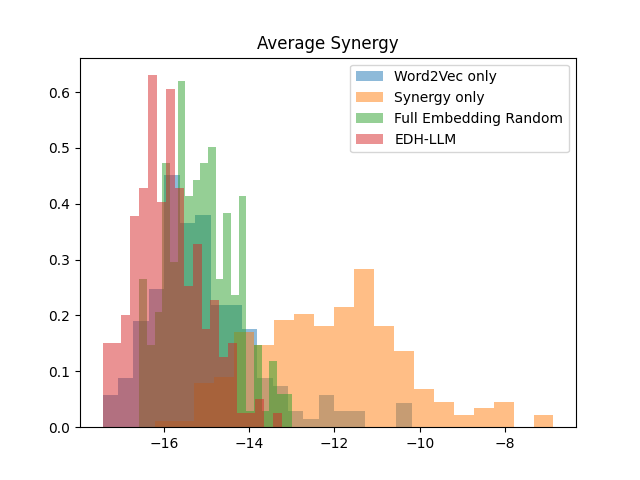 Average Synergy
Word2Vec only
Synergy only
Full Embedding Random
EDH-LLM
0.6
0.5
0.4
0.3
0.2
0.1
0.0
−16 −14 −12 −10 −8